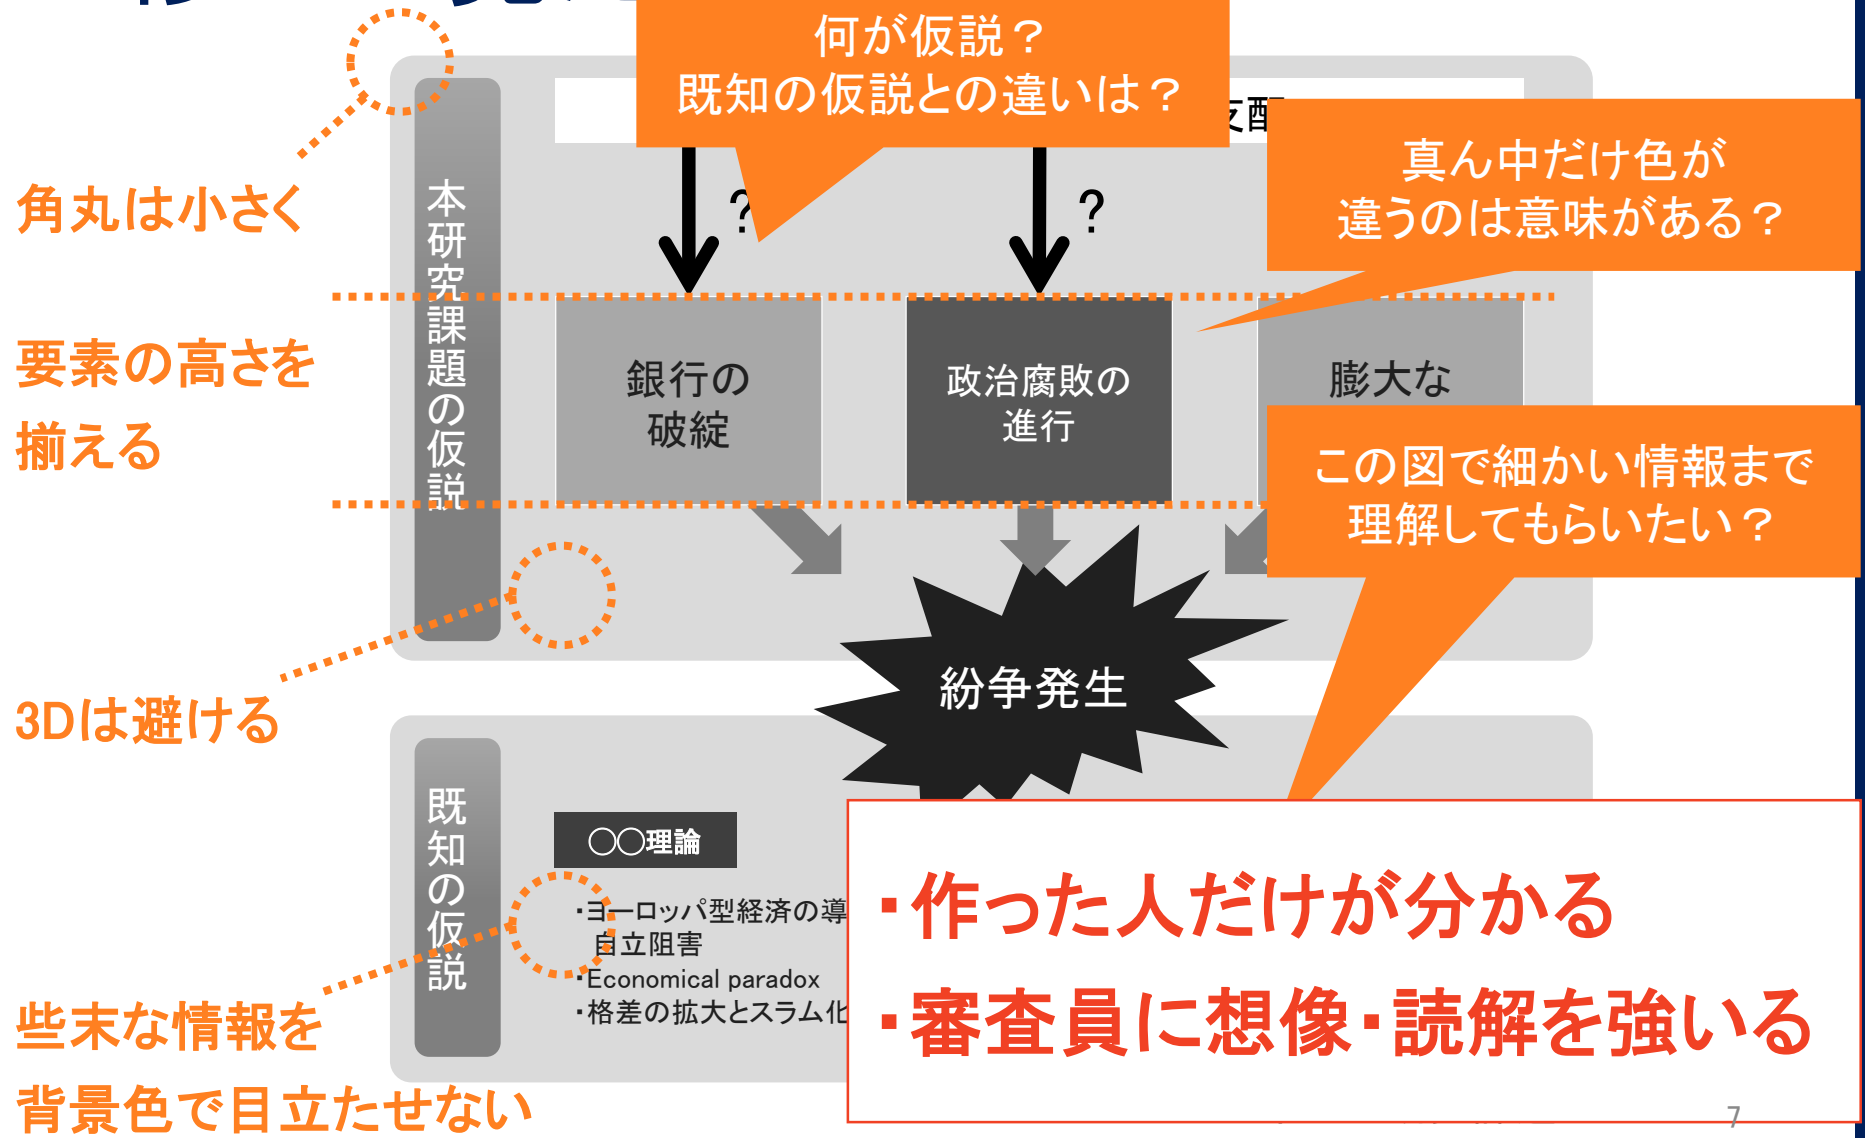 何が仮説？
既知の仮説との違いは？
支配
真ん中だけ色が
違うのは意味がある？
角丸は小さく
本研究課題の仮説
?
?
要素の高さを
揃える
銀行の
破綻
政治腐敗の
進行
膨大な
この図で細かい情報まで
理解してもらいたい？
紛争発生
3Dは避ける
既知の仮説
〇〇理論
・ヨーロッパ型経済の導
自立阻害
・Economical paradox
・格差の拡大とスラム化
・作った人だけが分かる
・審査員に想像・読解を強いる
些末な情報を
背景色で目立たせない
7